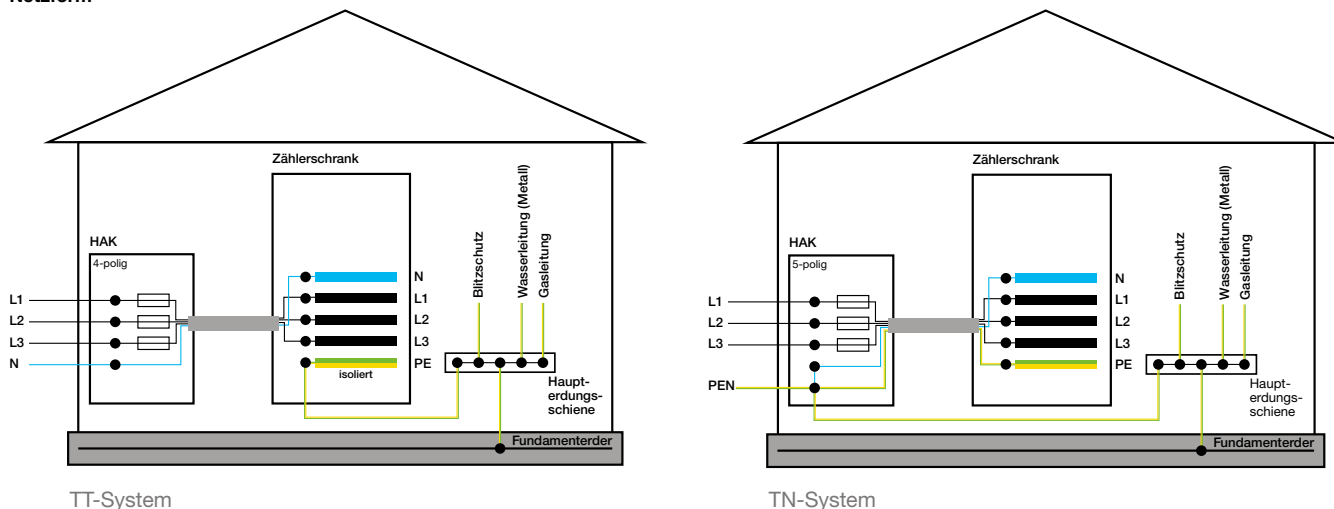 Zählerschrank
HAK
4-polig
L1
L2
L3
N
N
L1
L2
L3
PE
isoliert
Blitzschutz
Wasserleitung (Metall)
Gasleitung
Haupt-
erdungs-
schiene
Fundamenterder
TT-System
Zählerschrank
HAK
5-polig
L1
L2
L3
PEN
N
L1
L2
L3
PE
Blitzschutz
Wasserleitung (Metall)
Gasleitung
Haupt-
erdungs-
schiene
Fundamenterder
TN-System